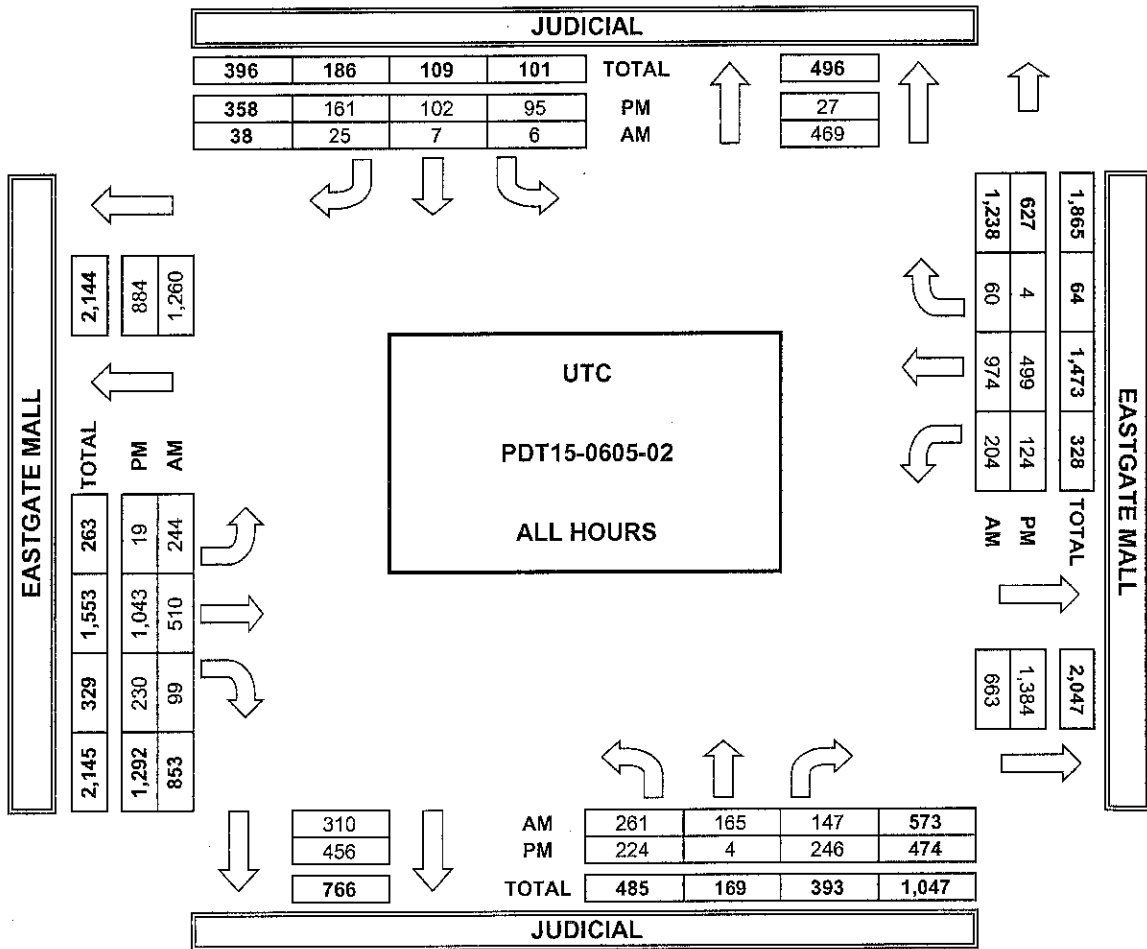 JUDICIAL
396 186 109 101 TOTAL 496
358 161 102 95 PM 27
38 25 7 6 AM 469
EASTGATE MALL
2,144 884 1,260
TOTAL PM AM
263 19 244
1,553 1,043 510
329 230 99
2,145 1,292 853
UTC
PDT15-0605-02
ALL HOURS
1,238 627 1,865
60 4 64
974 499 1,473
204 124 328
AM PM TOTAL
663 1,384 2,047
EASTGATE MALL
310 AM 261 165 147 573
456 PM 224 4 246 474
766 TOTAL 485 169 393 1,047
JUDICIAL